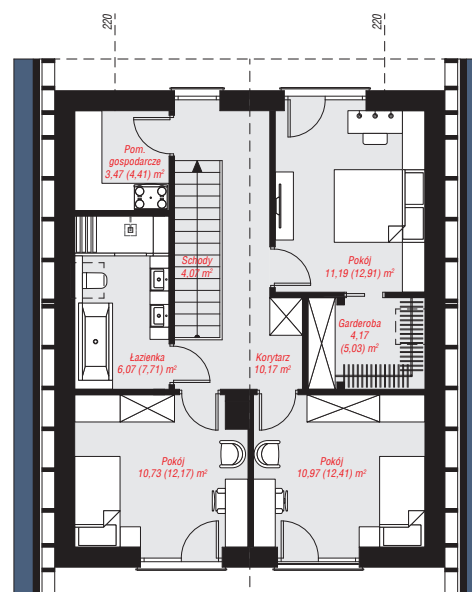 220
220
Pom.
gospodarcze
3,47 (4,41) m²
Pokój
11,19 (12,91) m²
Schody
4,07 m²
Garderoba
4,17
(5,03) m²
Łazienka
6,07 (7,71) m²
Korytarz
10,17 m²
Pokój
10,73 (12,17) m²
Pokój
10,97 (12,41) m²